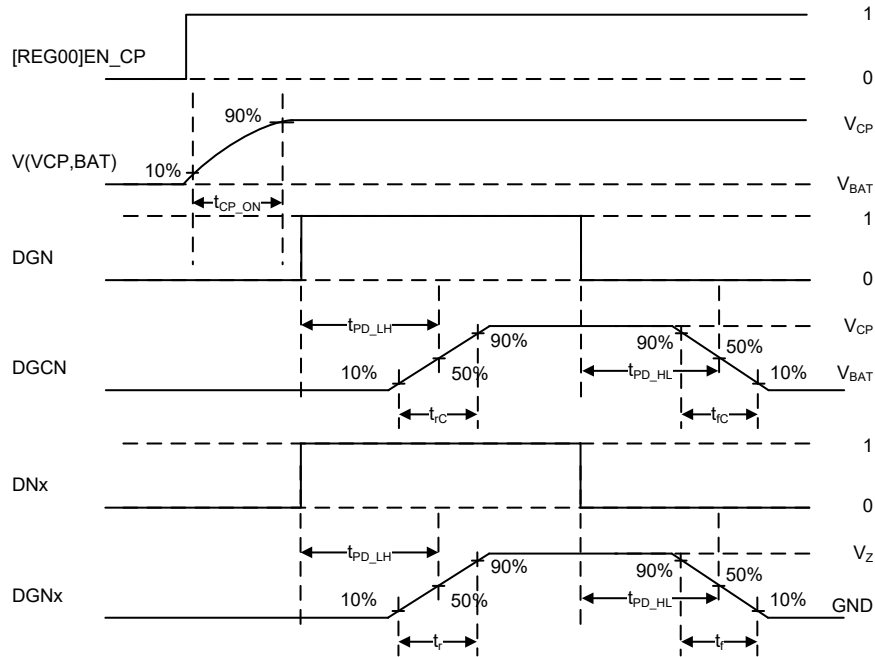 1
[REG00]EN_CP
0
90%
VCP
V(VCP,BAT)
10%
VBAT
tCP_ON
1
DGN
0
tPD_LH
VCP
90%
90%
50%
DGCN
10%
50%
tPD_HL
10%
VBAT
trC
tfC
1
DNx
0
tPD_LH
VZ
90%
90%
50%
DGNx
10%
50%
tPD_HL
10%
GND
tr
tf